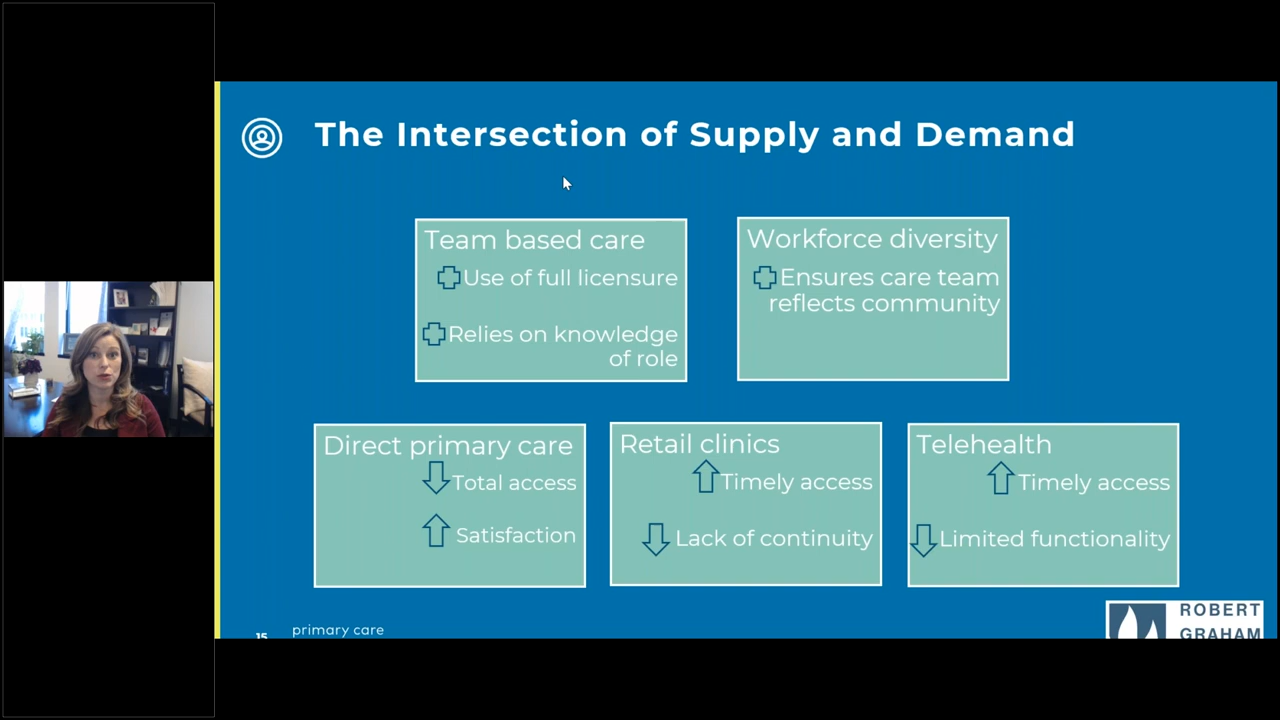 The Intersection of Supply and Demand
Team based care
Use of full licensure
Relies on knowledge
of role
Workforce diversity
Ensures care team
reflects community
Direct primary care
Total access
Satisfaction
Retail clinics
Timely access
Lack of continuity
Telehealth
Timely access
Limited functionality
15
primary care
ROBERT
GRAHAM